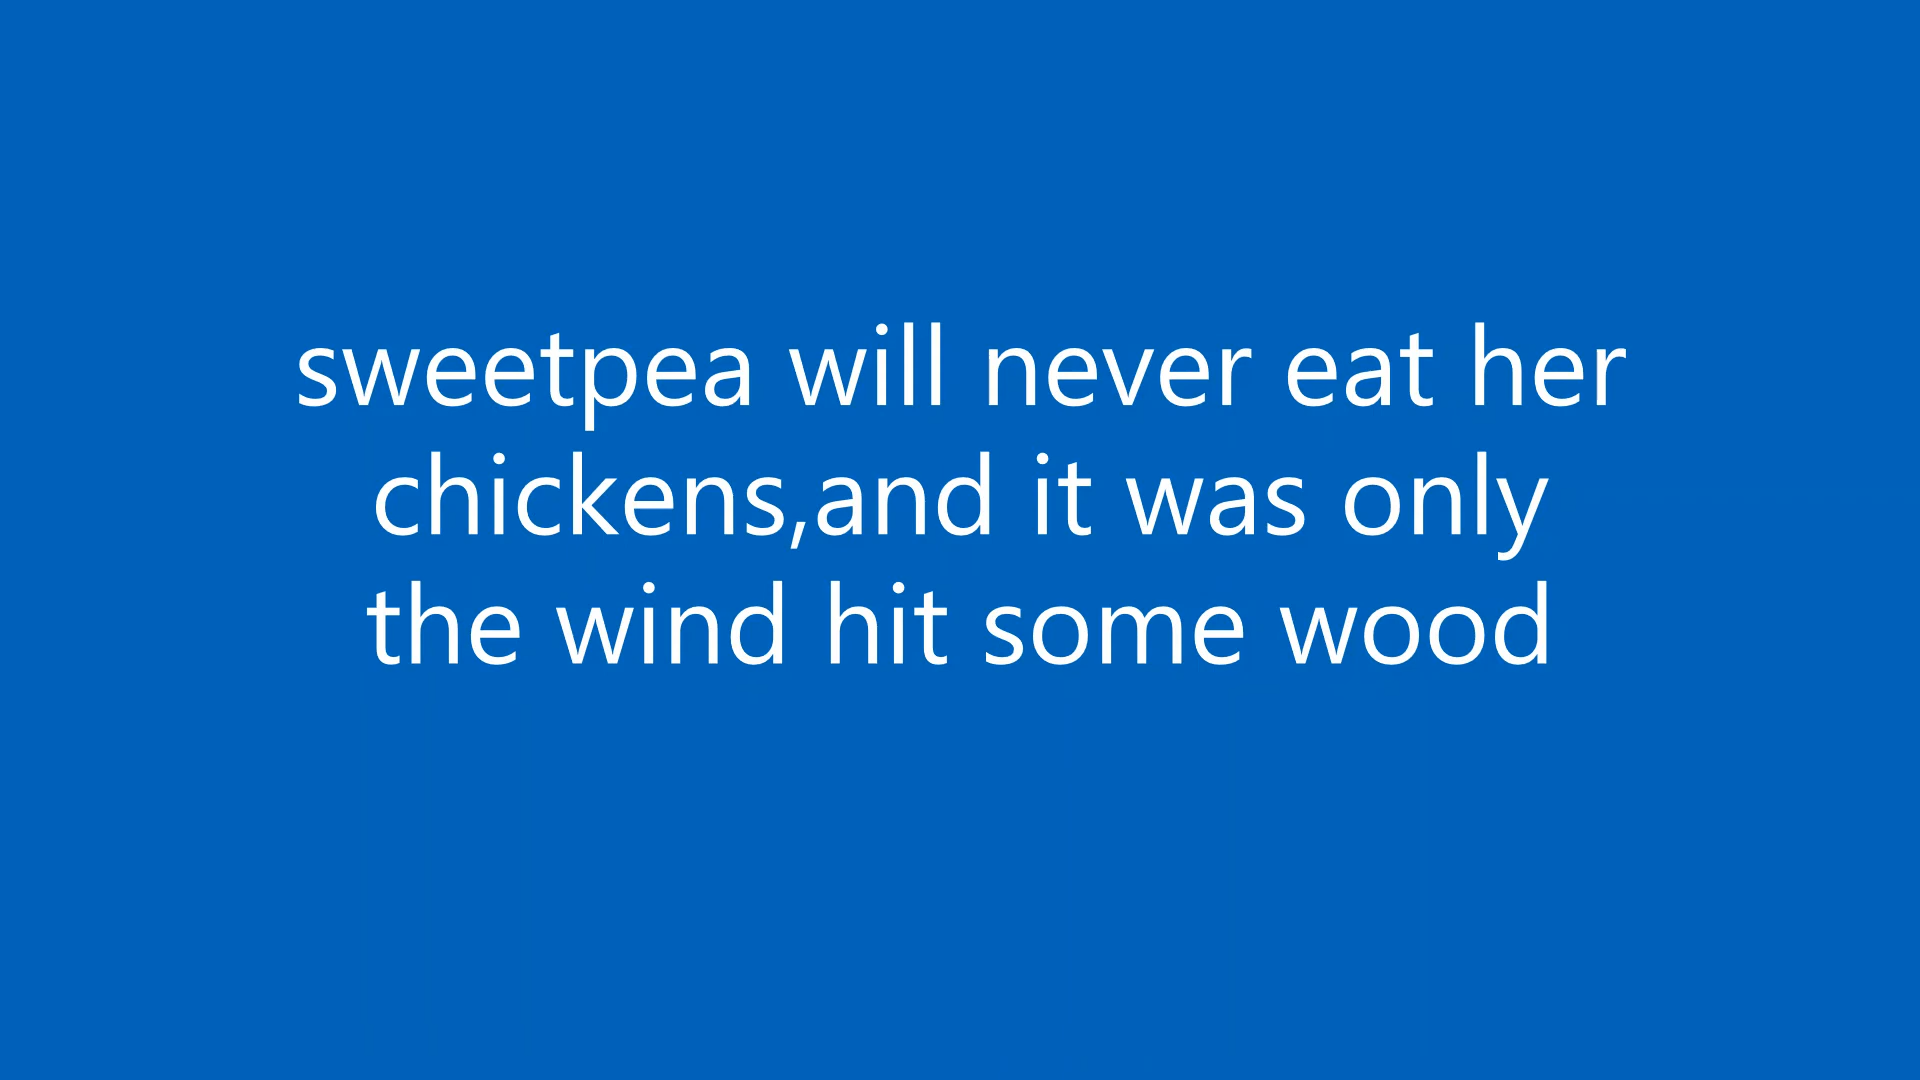 sweetpea will never eat her
chickens,and it was only
the wind hit some wood